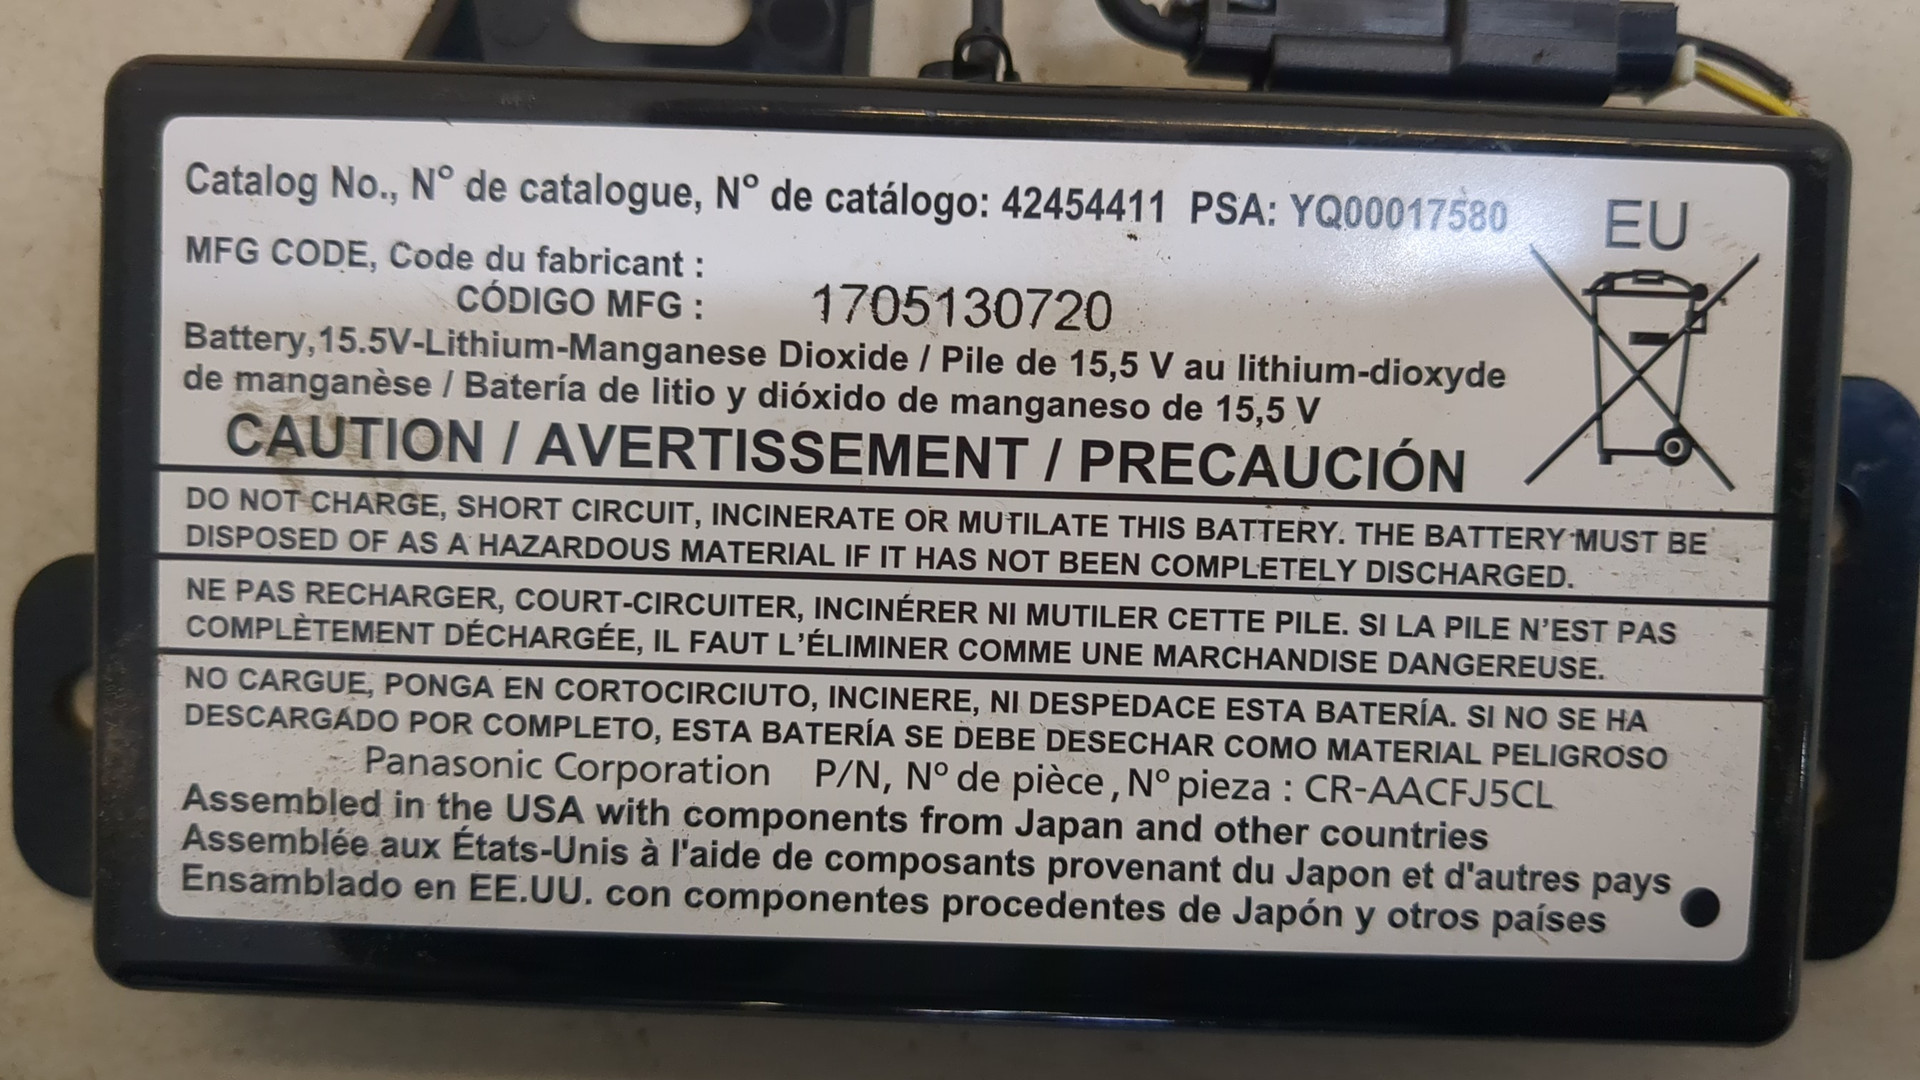 Catalog No., N° de catalogue, N° de catálogo: 42454411 PSA: YQ00017580
EU
MFG CODE, Code du fabricant :
CÓDIGO MFG : 1705130720
Battery,15.5V-Lithium-Manganese Dioxide / Pile de 15,5 V au lithium-dioxyde
de manganèse / Batería de litio y dióxido de manganeso de 15,5 V
CAUTION / AVERTISSEMENT / PRECAUCIÓN
DO NOT CHARGE, SHORT CIRCUIT, INCINERATE OR MUTILATE THIS BATTERY. THE BATTERY MUST BE
DISPOSED OF AS A HAZARDOUS MATERIAL IF IT HAS NOT BEEN COMPLETELY DISCHARGED.
NE PAS RECHARGER, COURT-CIRCUITER, INCINÉRER NI MUTILER CETTE PILE. SI LA PILE N'EST PAS
COMPLÈTEMENT DÉCHARGÉE, IL FAUT L'ÉLIMINER COMME UNE MARCHANDISE DANGEREUSE.
NO CARGUE, PONGA EN CORTOCIRCIUTO, INCINERE, NI DESPEDACE ESTA BATERÍA. SI NO SE HA
DESCARGADO POR COMPLETO, ESTA BATERÍA SE DEBE DESECHAR COMO MATERIAL PELIGROSO
Panasonic Corporation P/N, N° de pièce, N° pieza : CR-AACFJ5CL
Assembled in the USA with components from Japan and other countries
Assemblée aux États-Unis à l'aide de composants provenant du Japon et d'autres pays
Ensamblado en EE.UU. con componentes procedentes de Japón y otros países